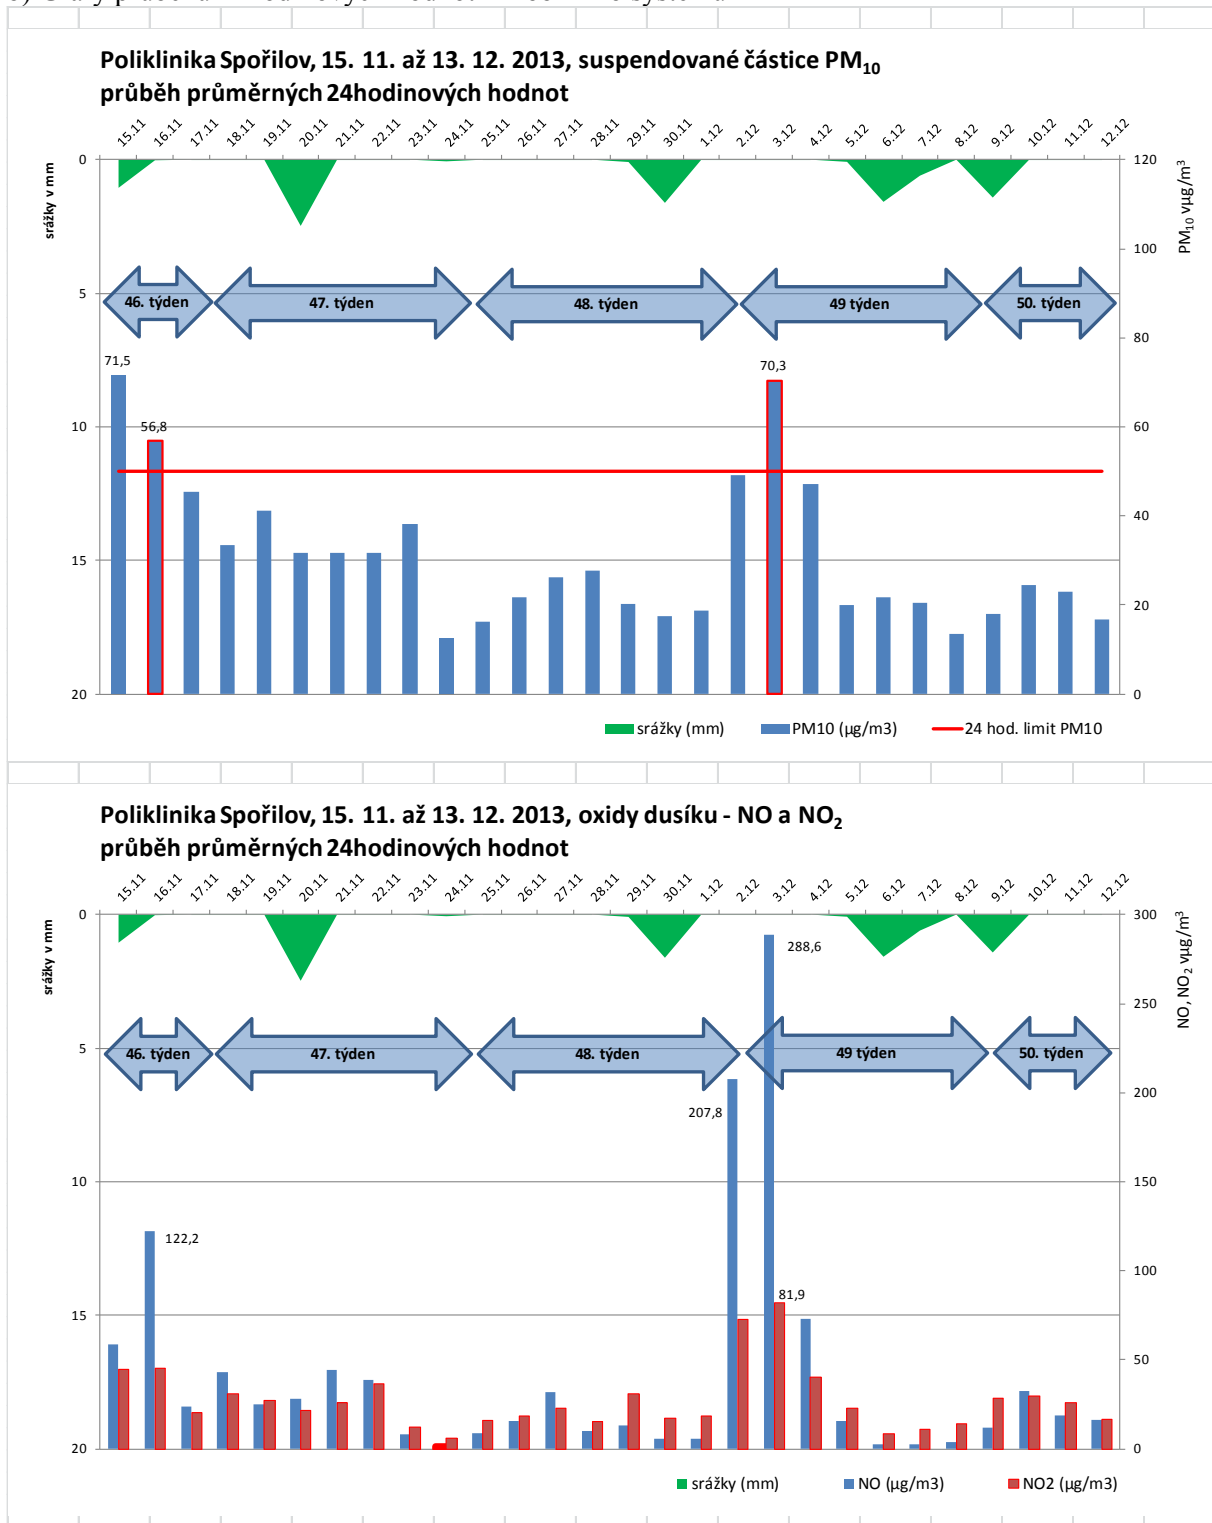 Poliklinika Spořilov, 15. 11. až 13. 12. 2013, suspendované částice PM10
průběh průměrných 24hodinových hodnot
15.11 16.11 17.11 18.11 19.11 20.11 21.11 22.11 23.11 24.11 25.11 26.11 27.11 28.11 29.11 30.11 1.12 2.12 3.12 4.12 5.12 6.12 7.12 8.12 9.12 10.12 11.12 12.12
srážky v mm
0
5
10
15
20
120
100
80
60
40
20
0
PM10 vµg/m³
46. týden
47. týden
48. týden
49 týden
50. týden
71,5
56,8
70,3
srážky (mm)
PM10 (µg/m3)
24 hod. limit PM10
Poliklinika Spořilov, 15. 11. až 13. 12. 2013, oxidy dusíku - NO a NO2
průběh průměrných 24hodinových hodnot
15.11 16.11 17.11 18.11 19.11 20.11 21.11 22.11 23.11 24.11 25.11 26.11 27.11 28.11 29.11 30.11 1.12 2.12 3.12 4.12 5.12 6.12 7.12 8.12 9.12 10.12 11.12 12.12
srážky v mm
0
5
10
15
20
300
250
200
150
100
50
0
NO, NO2 vµg/m³
46. týden
47. týden
48. týden
49 týden
50. týden
288,6
207,8
122,2
81,9
srážky (mm)
NO (µg/m3)
NO2 (µg/m3)